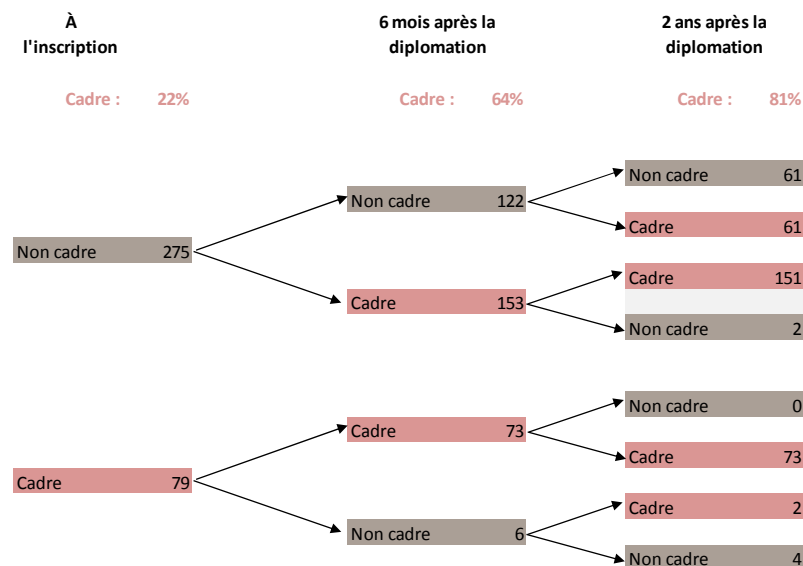 À
l'inscription
6 mois après la
diplomation
2 ans après la
diplomation
Cadre : 22%
Cadre : 64%
Cadre : 81%
Non cadre 61
Non cadre 122
Cadre 61
Non cadre 275
Cadre 151
Cadre 153
Non cadre 2
Non cadre 0
Cadre 73
Cadre 73
Cadre 79
Cadre 2
Non cadre 6
Non cadre 4